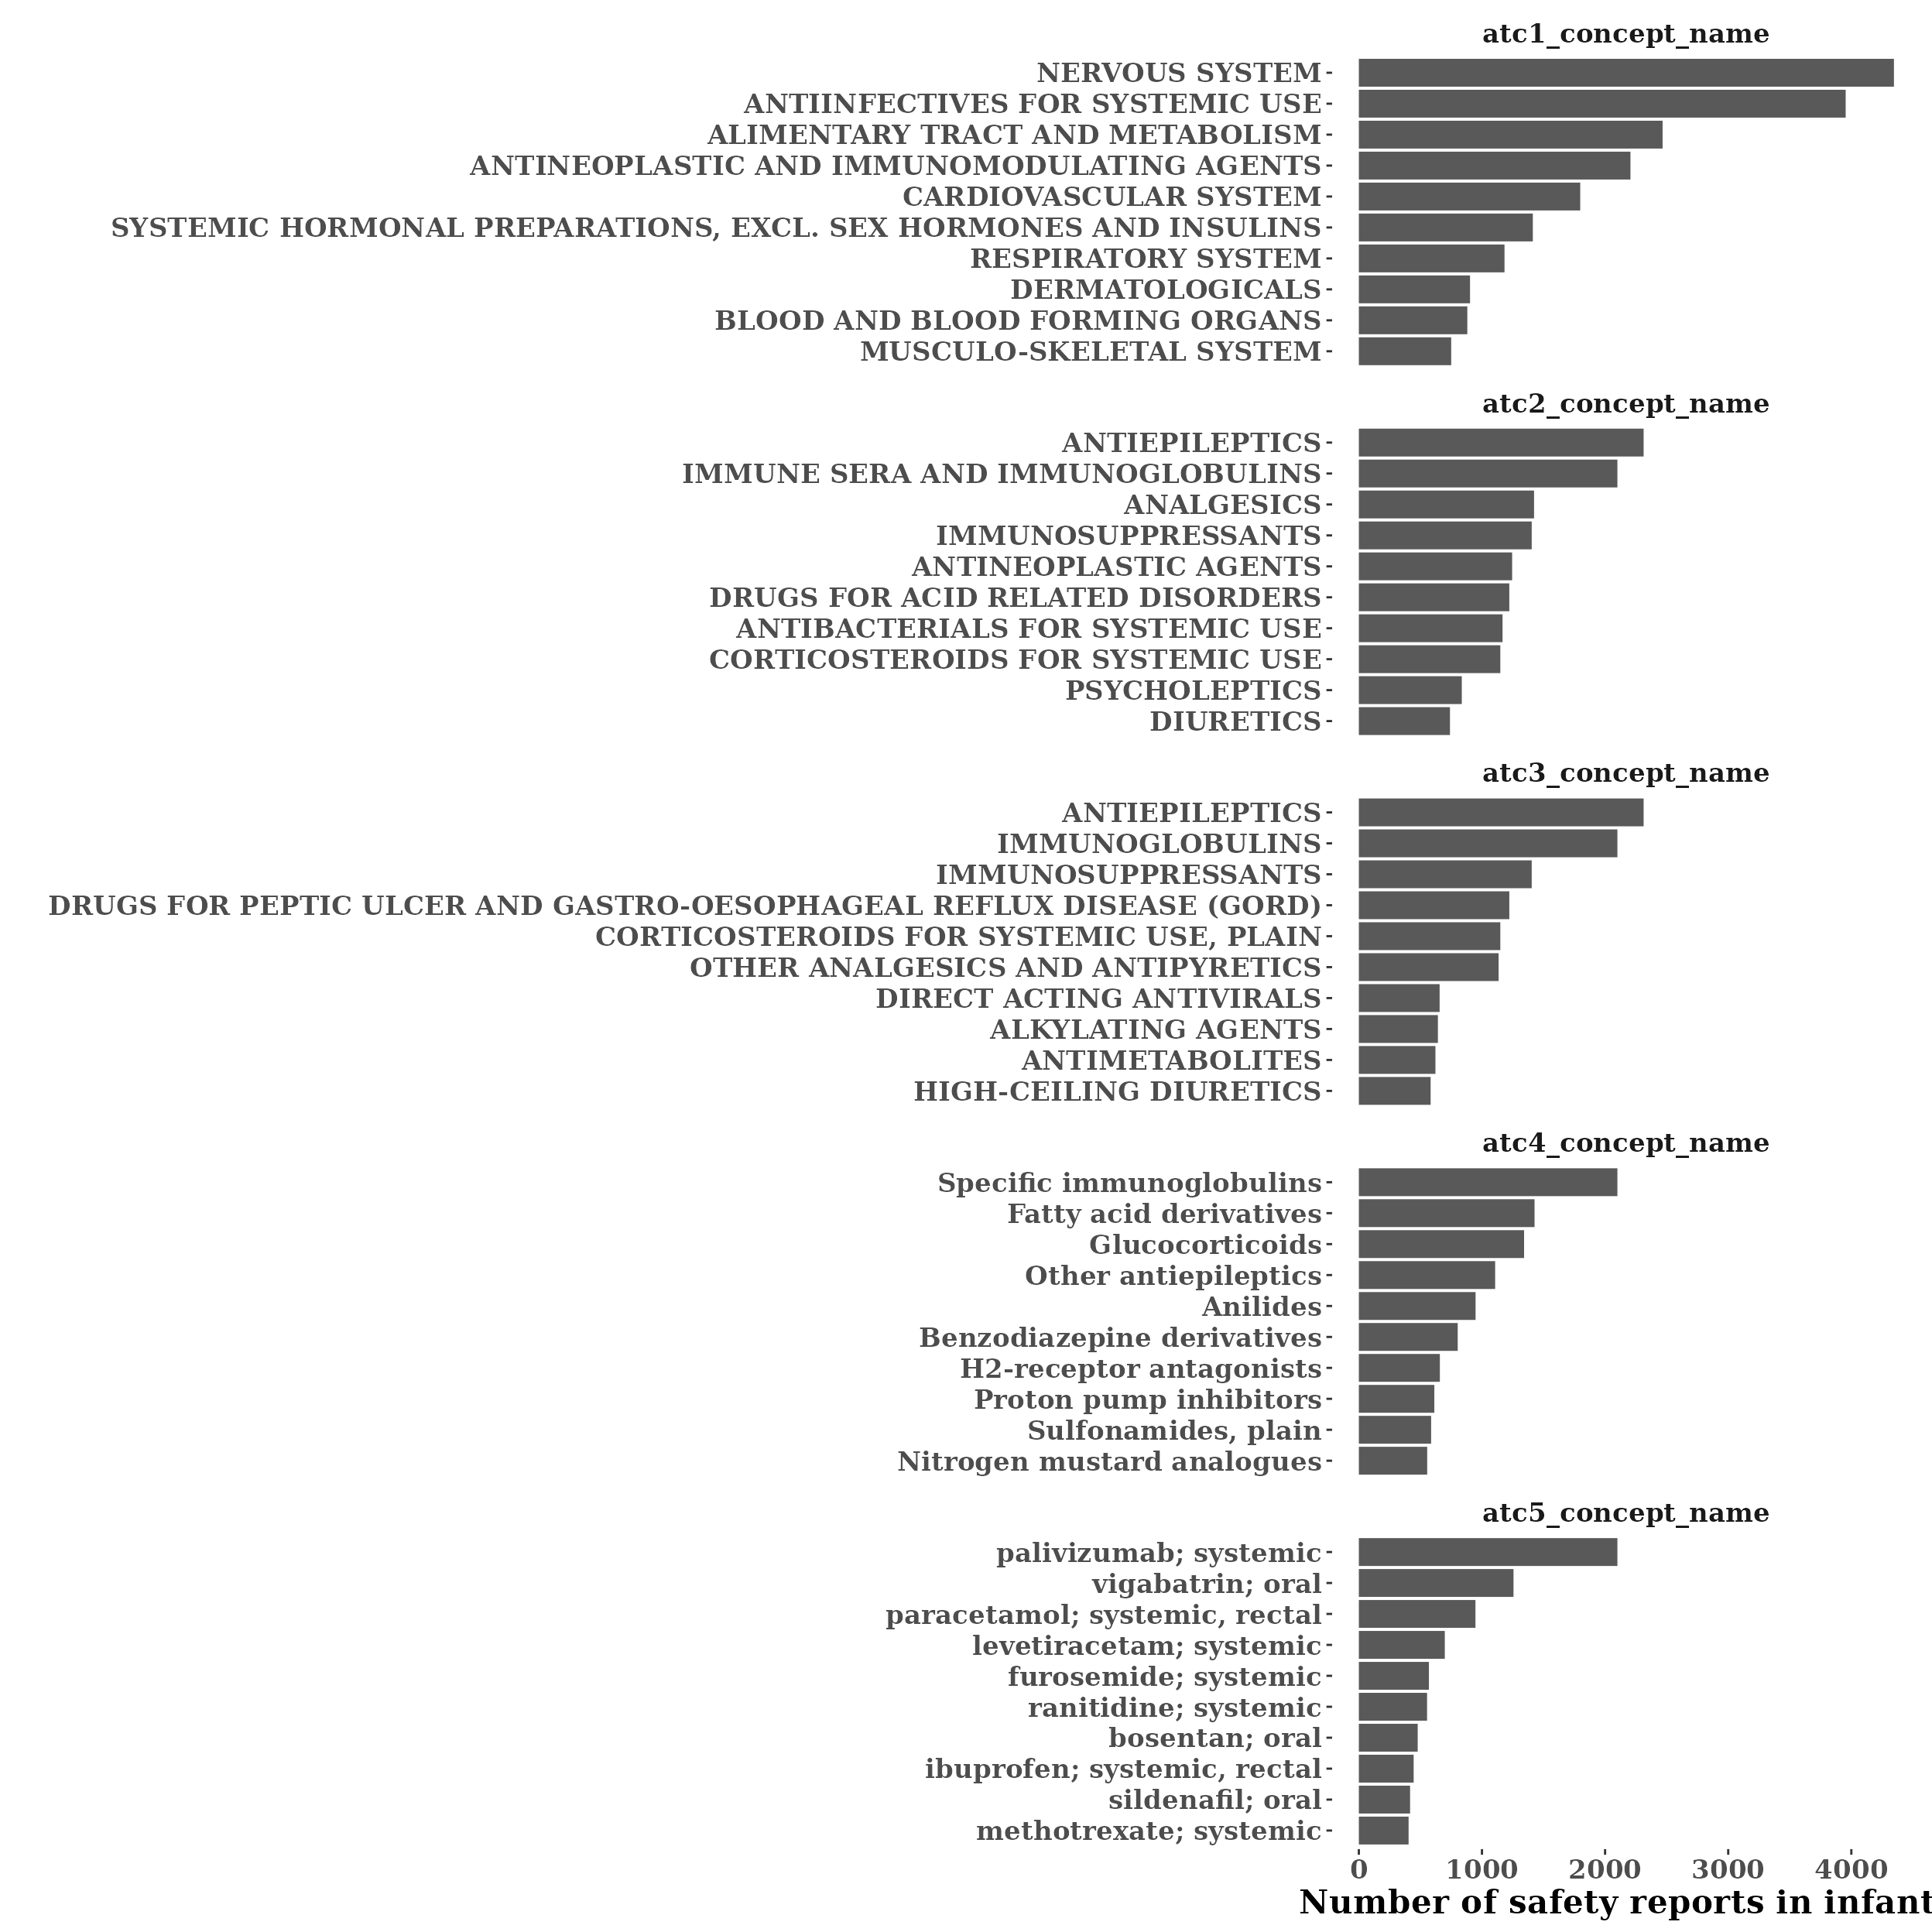 atc1_concept_name
NERVOUS SYSTEM
ANTIINFECTIVES FOR SYSTEMIC USE
ALIMENTARY TRACT AND METABOLISM
ANTINEOPLASTIC AND IMMUNOMODULATING AGENTS
CARDIOVASCULAR SYSTEM
SYSTEMIC HORMONAL PREPARATIONS, EXCL. SEX HORMONES AND INSULINS
RESPIRATORY SYSTEM
DERMATOLOGICALS
BLOOD AND BLOOD FORMING ORGANS
MUSCULO-SKELETAL SYSTEM
atc2_concept_name
ANTIEPILEPTICS
IMMUNE SERA AND IMMUNOGLOBULINS
ANALGESICS
IMMUNOSUPPRESSANTS
ANTINEOPLASTIC AGENTS
DRUGS FOR ACID RELATED DISORDERS
ANTIBACTERIALS FOR SYSTEMIC USE
CORTICOSTEROIDS FOR SYSTEMIC USE
PSYCHOLEPTICS
DIURETICS
atc3_concept_name
ANTIEPILEPTICS
IMMUNOGLOBULINS
IMMUNOSUPPRESSANTS
DRUGS FOR PEPTIC ULCER AND GASTRO-OESOPHAGEAL REFLUX DISEASE (GORD)
CORTICOSTEROIDS FOR SYSTEMIC USE, PLAIN
OTHER ANALGESICS AND ANTIPYRETICS
DIRECT ACTING ANTIVIRALS
ALKYLATING AGENTS
ANTIMETABOLITES
HIGH-CEILING DIURETICS
atc4_concept_name
Specific immunoglobulins
Fatty acid derivatives
Glucocorticoids
Other antiepileptics
Anilides
Benzodiazepine derivatives
H2-receptor antagonists
Proton pump inhibitors
Sulfonamides, plain
Nitrogen mustard analogues
atc5_concept_name
palivizumab; systemic
vigabatrin; oral
paracetamol; systemic, rectal
levetiracetam; systemic
furosemide; systemic
ranitidine; systemic
bosentan; oral
ibuprofen; systemic, rectal
sildenafil; oral
methotrexate; systemic
0 1000 2000 3000 4000
Number of safety reports in infant